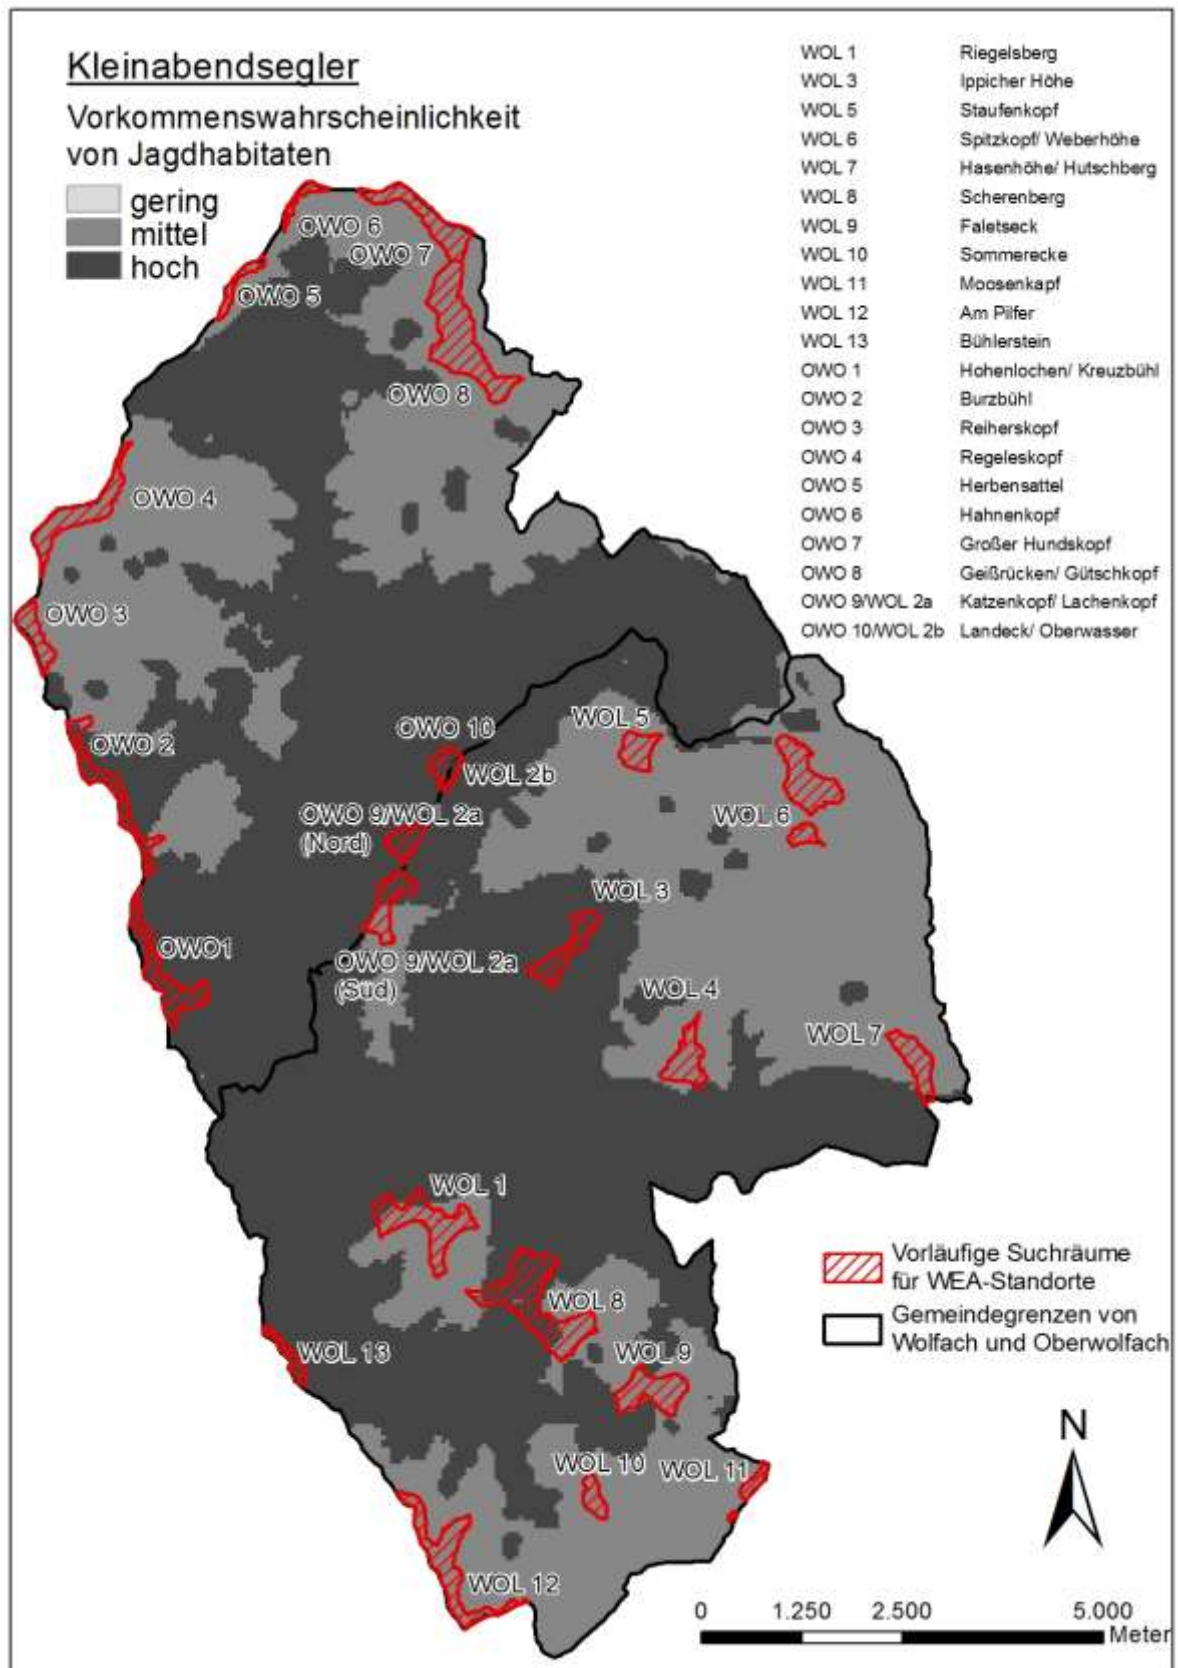 Kleinabendsegler
Vorkommenswahrscheinlichkeit
von Jagdhabitaten
gering
mittel
hoch
WOL 1 Riegelsberg
WOL 3 Ippicher Höhe
WOL 5 Staufenkopf
WOL 6 Spitzkopf/ Weberhöhe
WOL 7 Hasenhöhe/ Hutschberg
WOL 8 Scherenberg
WOL 9 Faletseck
WOL 10 Sommerecke
WOL 11 Moosenkapf
WOL 12 Am Pilfer
WOL 13 Bühlerstein
OWO 1 Hohenlochen/ Kreuzbühl
OWO 2 Burzbühl
OWO 3 Reiherskopf
OWO 4 Regeleskopf
OWO 5 Herbensattel
OWO 6 Hahnenkopf
OWO 7 Großer Hundskopf
OWO 8 Geißrücken/ Gütschkopf
OWO 9/WOL 2a Katzenkopf/ Lachenkopf
OWO 10/WOL 2b Landeck/ Oberwasser
OWO 6
OWO 7
OWO 5
OWO 8
OWO 4
OWO 3
OWO 2
OWO 10
WOL 5
WOL 2b
OWO 9/WOL 2a
(Nord)
WOL 6
WOL 3
OWO1
OWO 9/WOL 2a
(Süd)
WOL 4
WOL 7
WOL 1
WOL 8
WOL 13
WOL 9
WOL 10
WOL 11
WOL 12
Vorläufige Suchräume
für WEA-Standorte
Gemeindegrenzen von
Wolfach und Oberwolfach
N
0 1.250 2.500 5.000
Meter